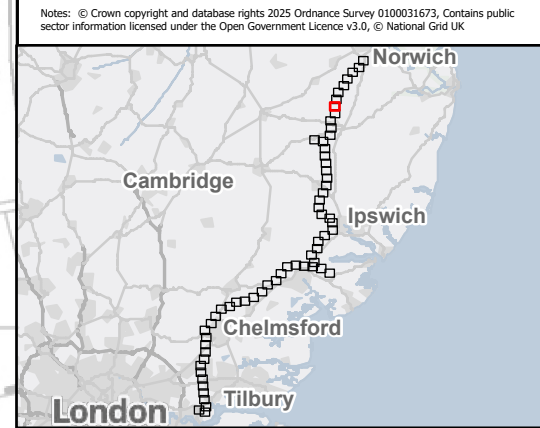 Notes: © Crown copyright and database rights 2025 Ordnance Survey 0100031673, Contains public
sector information licensed under the Open Government Licence v3.0, © National Grid UK
Norwich
Cambridge
Ipswich
Chelmsford
Tilbury
London